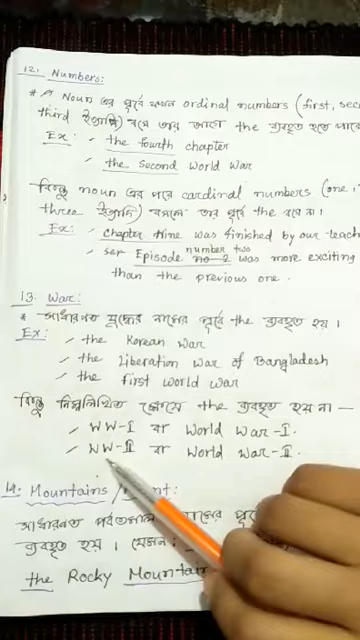 12. Numbers:
* Noun এর পূর্বে যখন ordinal numbers (first, sec
third ইত্যাদি) বসে তার আগে the ব্যবহৃত হতে পারে
Ex: - the fourth chapter
- the second world war
কিন্তু noun এর পরে cardinal numbers (one,
three ইত্যাদি) বসলে তার পূর্বে the বসে না।
Ex: - chapter nine was finished by our teach
number two
- Episode no-2 was more exciting
than the previous one.
13. War:
* সাধারণত যুদ্ধের নামের পূর্বে the ব্যবহৃত হয়।
Ex: - the Korean war
- the Liberation war of Bangladesh
- the first world war
কিন্তু নিম্নলিখিত ক্ষেত্রে the ব্যবহৃত হয় না —
- WW-I বা World War-I.
- WW-II বা World War-II.
14. Mountains/
সাধারণত
ব্যবহৃত হয়। যেমন:
the Rocky Mountain